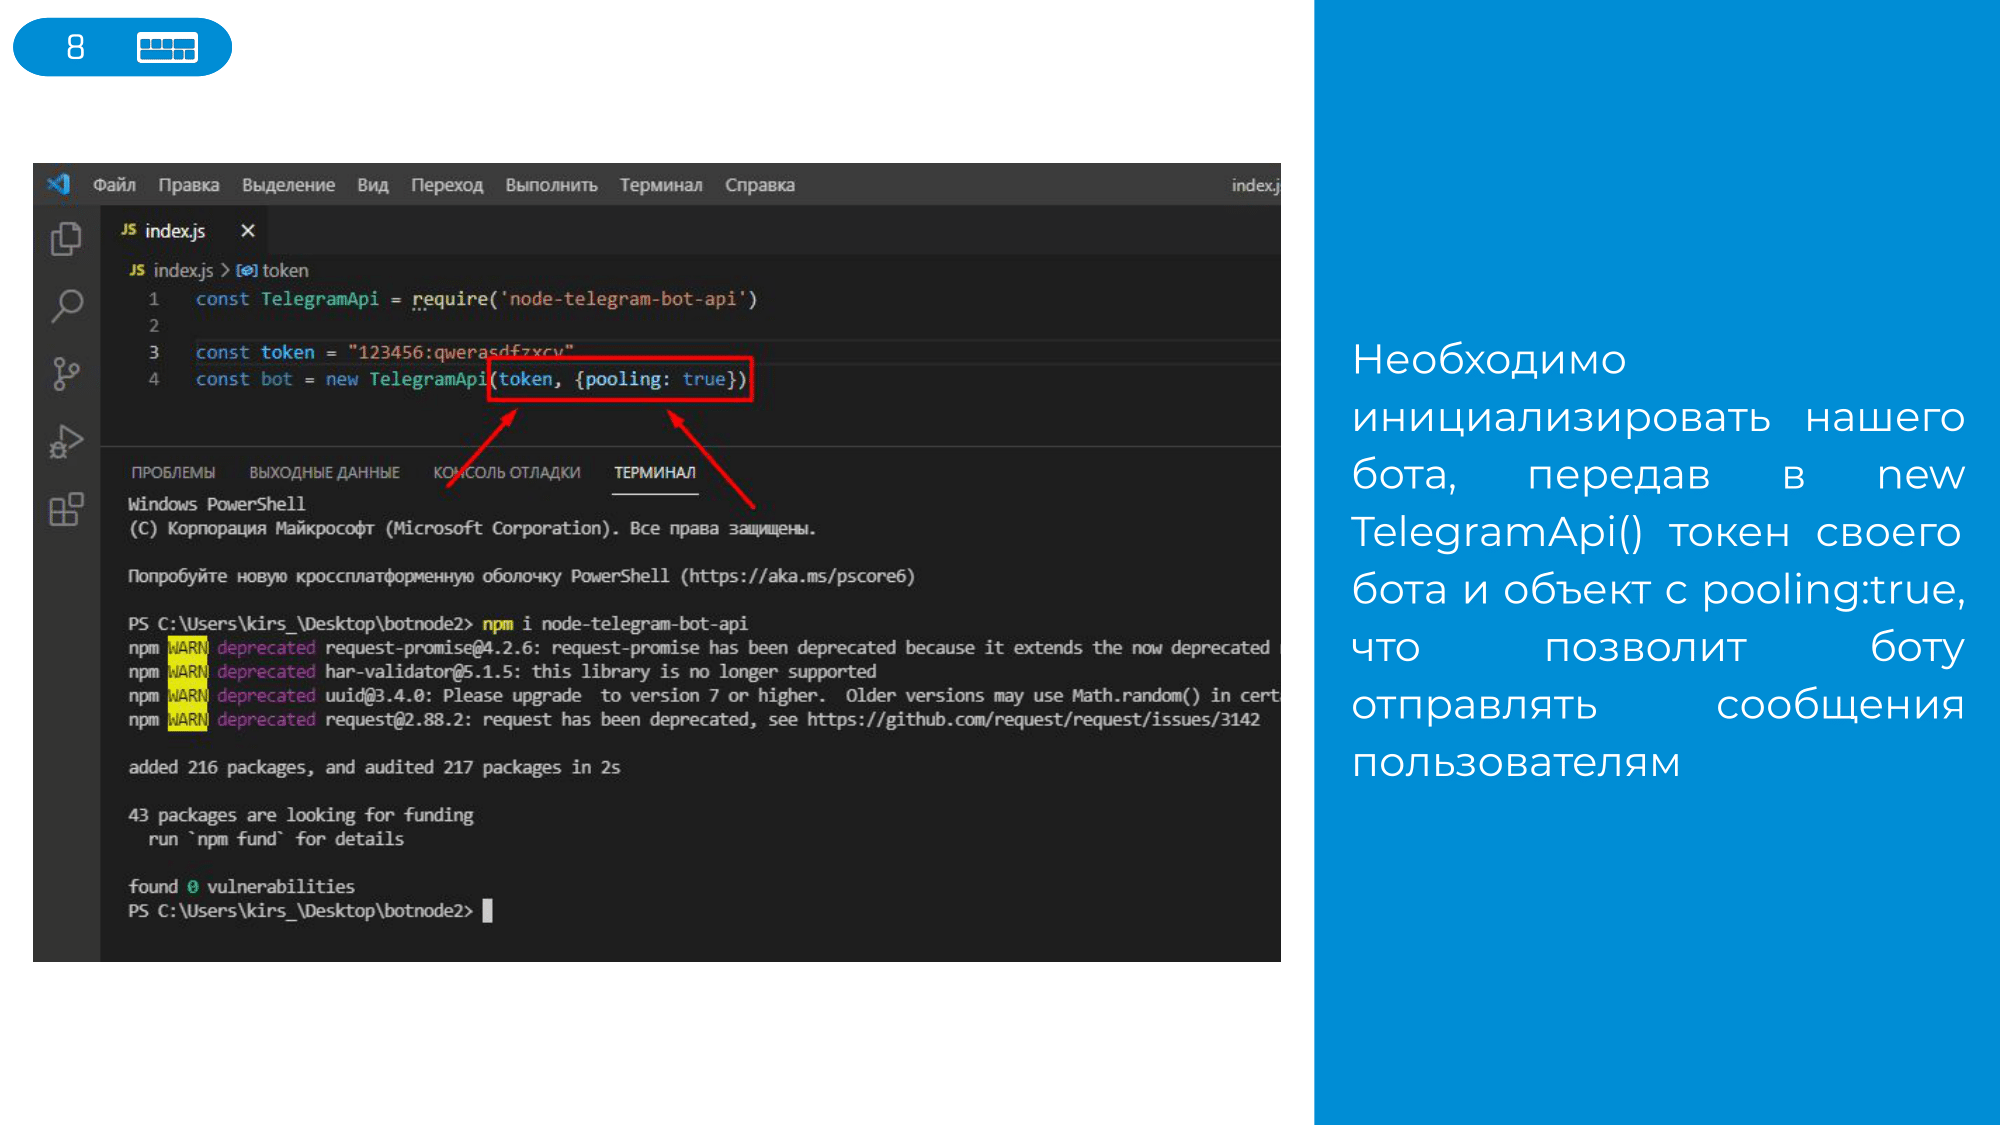 8
Файл Правка Выделение Вид Переход Выполнить Терминал Справка index.j
JS index.js ×
JS index.js > token
1 const TelegramApi = require('node-telegram-bot-api')
2
3 const token = "123456:qwerasdfzxcv"
4 const bot = new TelegramApi(token, {pooling: true})
ПРОБЛЕМЫ ВЫХОДНЫЕ ДАННЫЕ КОНСОЛЬ ОТЛАДКИ ТЕРМИНАЛ
Windows PowerShell
(C) Корпорация Майкрософт (Microsoft Corporation). Все права защищены.
Попробуйте новую кроссплатформенную оболочку PowerShell (https://aka.ms/pscore6)
PS C:\Users\kirs_\Desktop\botnode2> npm i node-telegram-bot-api
npm WARN deprecated request-promise@4.2.6: request-promise has been deprecated because it extends the now deprecated
npm WARN deprecated har-validator@5.1.5: this library is no longer supported
npm WARN deprecated uuid@3.4.0: Please upgrade to version 7 or higher. Older versions may use Math.random() in cert
npm WARN deprecated request@2.88.2: request has been deprecated, see https://github.com/request/request/issues/3142
added 216 packages, and audited 217 packages in 2s
43 packages are looking for funding
run `npm fund` for details
found 0 vulnerabilities
PS C:\Users\kirs_\Desktop\botnode2>
Необходимо
инициализировать нашего
бота, передав в new
TelegramApi() токен своего
бота и объект с pooling:true,
что позволит боту
отправлять сообщения
пользователям